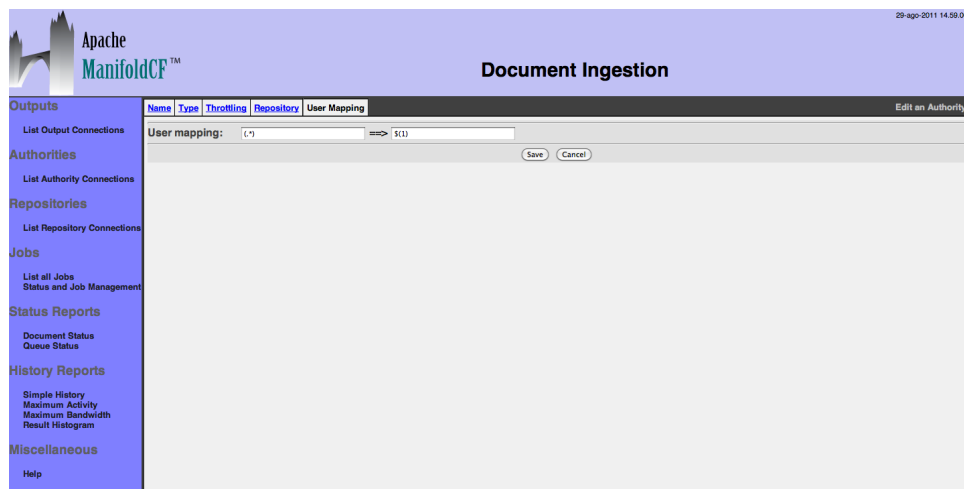 29-ago-2011 14.59.0
Apache
ManifoldCF™
Document Ingestion
Outputs
List Output Connections
Authorities
List Authority Connections
Repositories
List Repository Connections
Jobs
List all Jobs
Status and Job Management
Status Reports
Document Status
Queue Status
History Reports
Simple History
Maximum Activity
Maximum Bandwidth
Result Histogram
Miscellaneous
Help
Name Type Throttling Repository User Mapping Edit an Authority
User mapping: (.*) ==> $(1)
Save Cancel